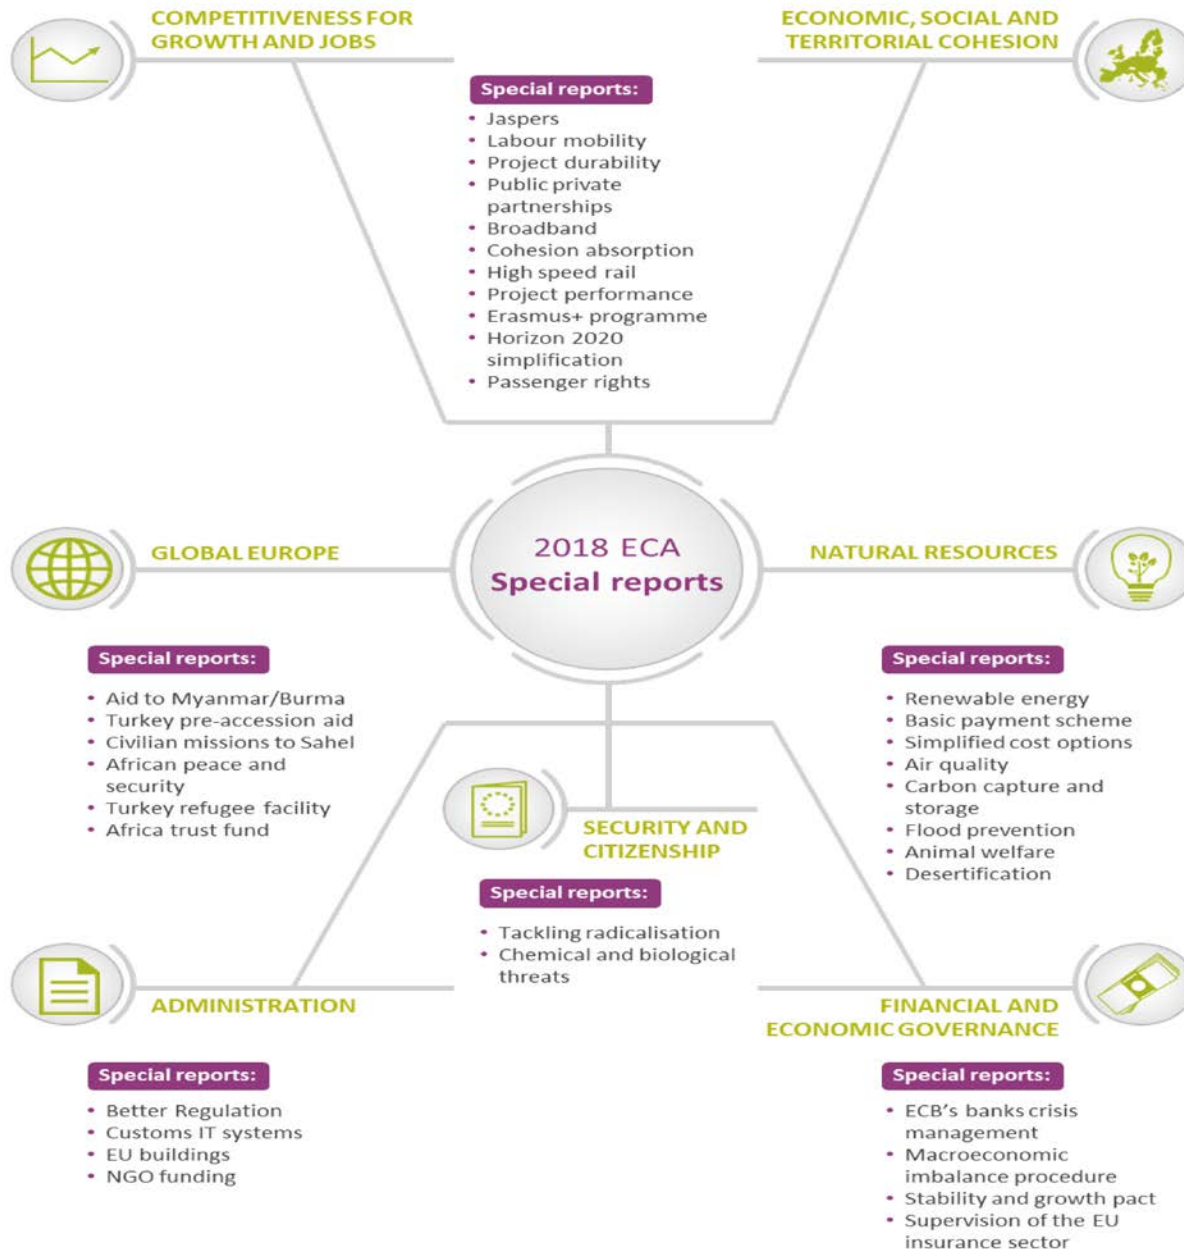 COMPETITIVENESS FOR
GROWTH AND JOBS
ECONOMIC, SOCIAL AND
TERRITORIAL COHESION
Special reports:
• Jaspers
• Labour mobility
• Project durability
• Public private
partnerships
• Broadband
• Cohesion absorption
• High speed rail
• Project performance
• Erasmus+ programme
• Horizon 2020
simplification
• Passenger rights
2018 ECA
Special reports
GLOBAL EUROPE
Special reports:
• Aid to Myanmar/Burma
• Turkey pre-accession aid
• Civilian missions to Sahel
• African peace and
security
• Turkey refugee facility
• Africa trust fund
NATURAL RESOURCES
Special reports:
• Renewable energy
• Basic payment scheme
• Simplified cost options
• Air quality
• Carbon capture and
storage
• Flood prevention
• Animal welfare
• Desertification
SECURITY AND
CITIZENSHIP
Special reports:
• Tackling radicalisation
• Chemical and biological
threats
ADMINISTRATION
Special reports:
• Better Regulation
• Customs IT systems
• EU buildings
• NGO funding
FINANCIAL AND
ECONOMIC GOVERNANCE
Special reports:
• ECB's banks crisis
management
• Macroeconomic
imbalance procedure
• Stability and growth pact
• Supervision of the EU
insurance sector